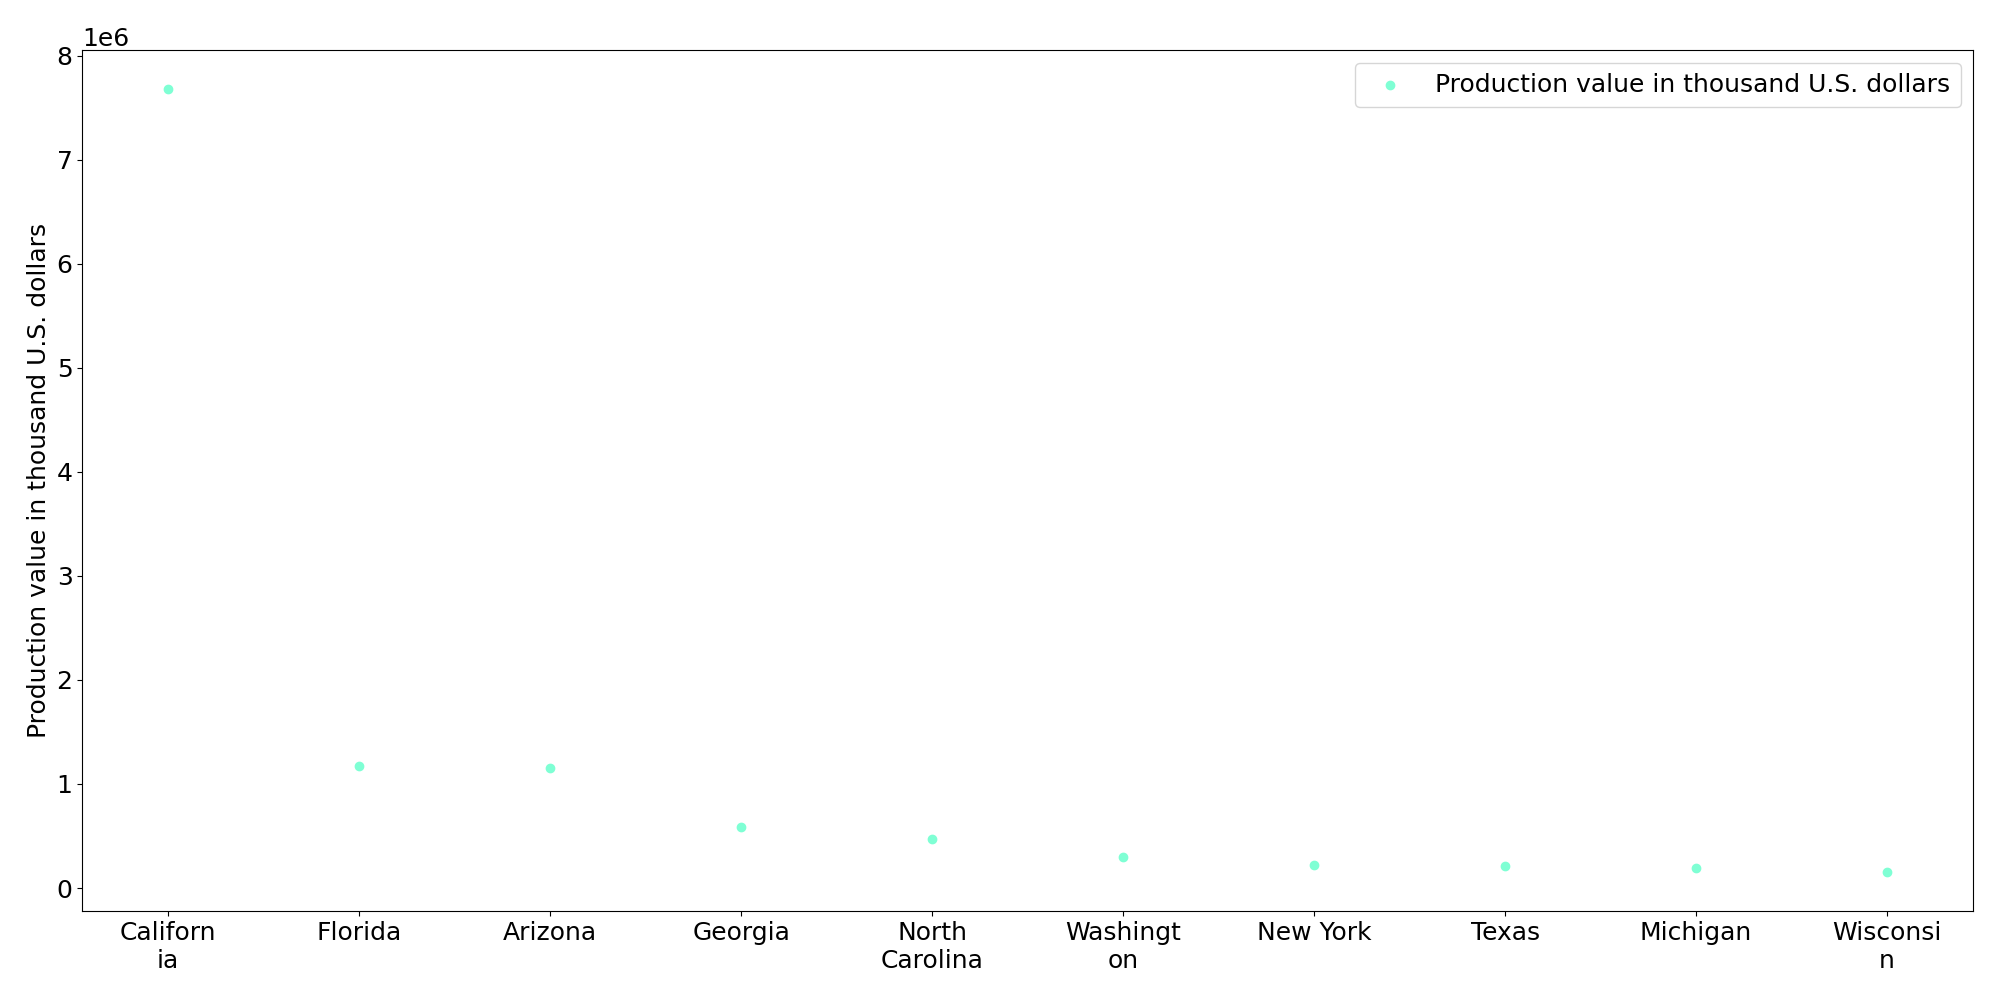 1e6
8
7
6
5
4
3
2
1
0
Production value in thousand U.S. dollars
Production value in thousand U.S. dollars
Californ
ia
Florida
Arizona
Georgia
North
Carolina
Washingt
on
New York
Texas
Michigan
Wisconsi
n